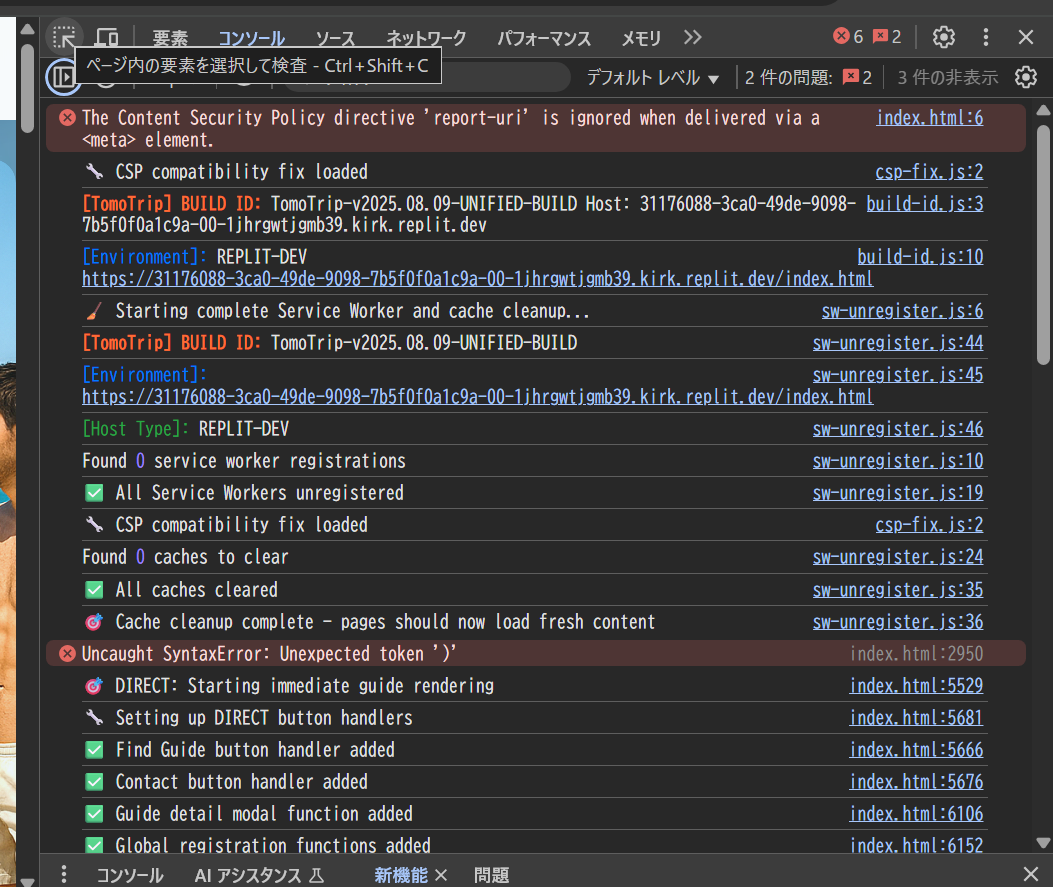 要素 コンソール ソース ネットワーク パフォーマンス メモリ 6 2
ページ内の要素を選択して検査 - Ctrl+Shift+C
デフォルト レベル ▼ 2 件の問題: 2 3 件の非表示
The Content Security Policy directive 'report-uri' is ignored when delivered via a index.html:6
<meta> element.
🔧 CSP compatibility fix loaded csp-fix.js:2
[TomoTrip] BUILD ID: TomoTrip-v2025.08.09-UNIFIED-BUILD Host: 31176088-3ca0-49de-9098- build-id.js:3
7b5f0f0a1c9a-00-1jhrgwtjgmb39.kirk.replit.dev
[Environment]: REPLIT-DEV build-id.js:10
https://31176088-3ca0-49de-9098-7b5f0f0a1c9a-00-1jhrgwtjgmb39.kirk.replit.dev/index.html
🧹 Starting complete Service Worker and cache cleanup... sw-unregister.js:6
[TomoTrip] BUILD ID: TomoTrip-v2025.08.09-UNIFIED-BUILD sw-unregister.js:44
[Environment]: sw-unregister.js:45
https://31176088-3ca0-49de-9098-7b5f0f0a1c9a-00-1jhrgwtjgmb39.kirk.replit.dev/index.html
[Host Type]: REPLIT-DEV sw-unregister.js:46
Found 0 service worker registrations sw-unregister.js:10
✅ All Service Workers unregistered sw-unregister.js:19
🔧 CSP compatibility fix loaded csp-fix.js:2
Found 0 caches to clear sw-unregister.js:24
✅ All caches cleared sw-unregister.js:35
🎯 Cache cleanup complete - pages should now load fresh content sw-unregister.js:36
Uncaught SyntaxError: Unexpected token ')' index.html:2950
🎯 DIRECT: Starting immediate guide rendering index.html:5529
🔧 Setting up DIRECT button handlers index.html:5681
✅ Find Guide button handler added index.html:5666
✅ Contact button handler added index.html:5676
✅ Guide detail modal function added index.html:6106
✅ Global registration functions added index.html:6152
コンソール AI アシスタンス 新機能 × 問題